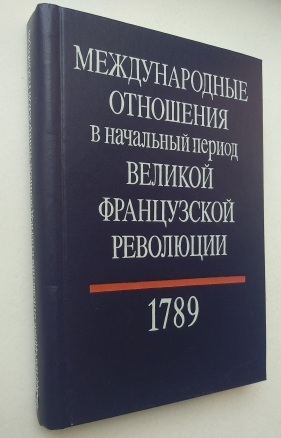 МЕЖДУНАРОДНЫЕ
ОТНОШЕНИЯ
в начальный период
ВЕЛИКОЙ
ФРАНЦУЗСКОЙ
РЕВОЛЮЦИИ
1789